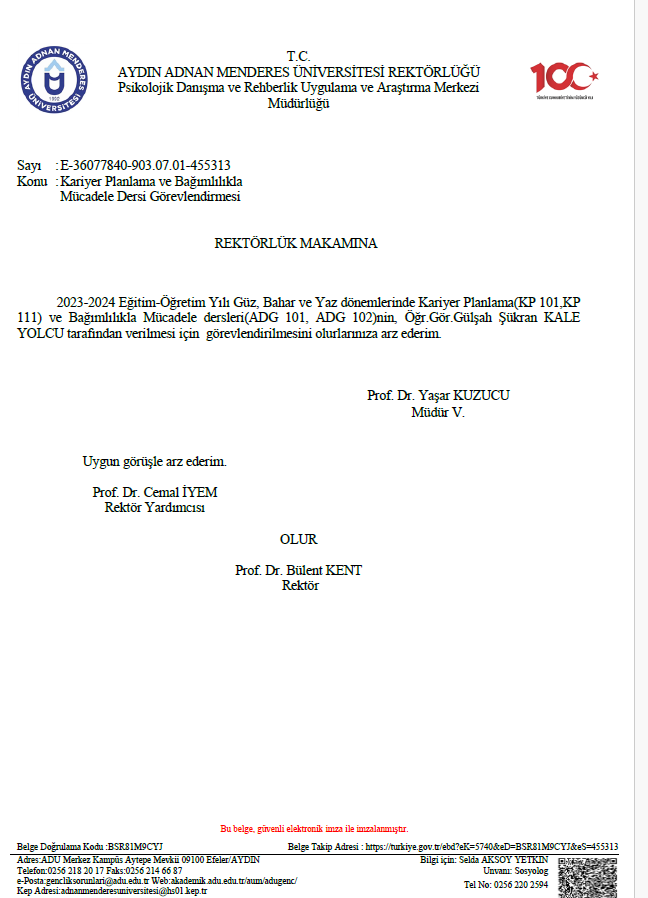 T.C.
AYDIN ADNAN MENDERES ÜNİVERSİTESİ REKTÖRLÜĞÜ
Psikolojik Danışma ve Rehberlik Uygulama ve Araştırma Merkezi
Müdürlüğü
AYDIN ADNAN MENDERES ÜNİVERSİTESİ
1992
100
Sayı : E-36077840-903.07.01-455313
Konu : Kariyer Planlama ve Bağımlılıkla
Mücadele Dersi Görevlendirmesi
REKTÖRLÜK MAKAMINA
2023-2024 Eğitim-Öğretim Yılı Güz, Bahar ve Yaz dönemlerinde Kariyer Planlama(KP 101,KP
111) ve Bağımlılıkla Mücadele dersleri(ADG 101, ADG 102)nin, Öğr.Gör.Gülşah Şükran KALE
YOLCU tarafından verilmesi için görevlendirilmesini olurlarınıza arz ederim.
Prof. Dr. Yaşar KUZUCU
Müdür V.
Uygun görüşle arz ederim.
Prof. Dr. Cemal İYEM
Rektör Yardımcısı
OLUR
Prof. Dr. Bülent KENT
Rektör
Bu belge, güvenli elektronik imza ile imzalanmıştır.
Belge Doğrulama Kodu :BSR81M9CYJ Belge Takip Adresi : https://turkiye.gov.tr/ebd?eK=5740&eD=BSR81M9CYJ&eS=455313
Adres:ADU Merkez Kampüs Aytepe Mevkii 09100 Efeler/AYDIN Bilgi için: Selda AKSOY YETKIN
Telefon:0256 218 20 17 Faks:0256 214 66 87 Unvanı: Sosyolog
e-Posta:gencliksorunlari@adu.edu.tr Web:akademik.adu.edu.tr/aum/adugenc/
Kep Adresi:adnanmenderesuniversitesi@hs01.kep.tr Tel No: 0256 220 2594